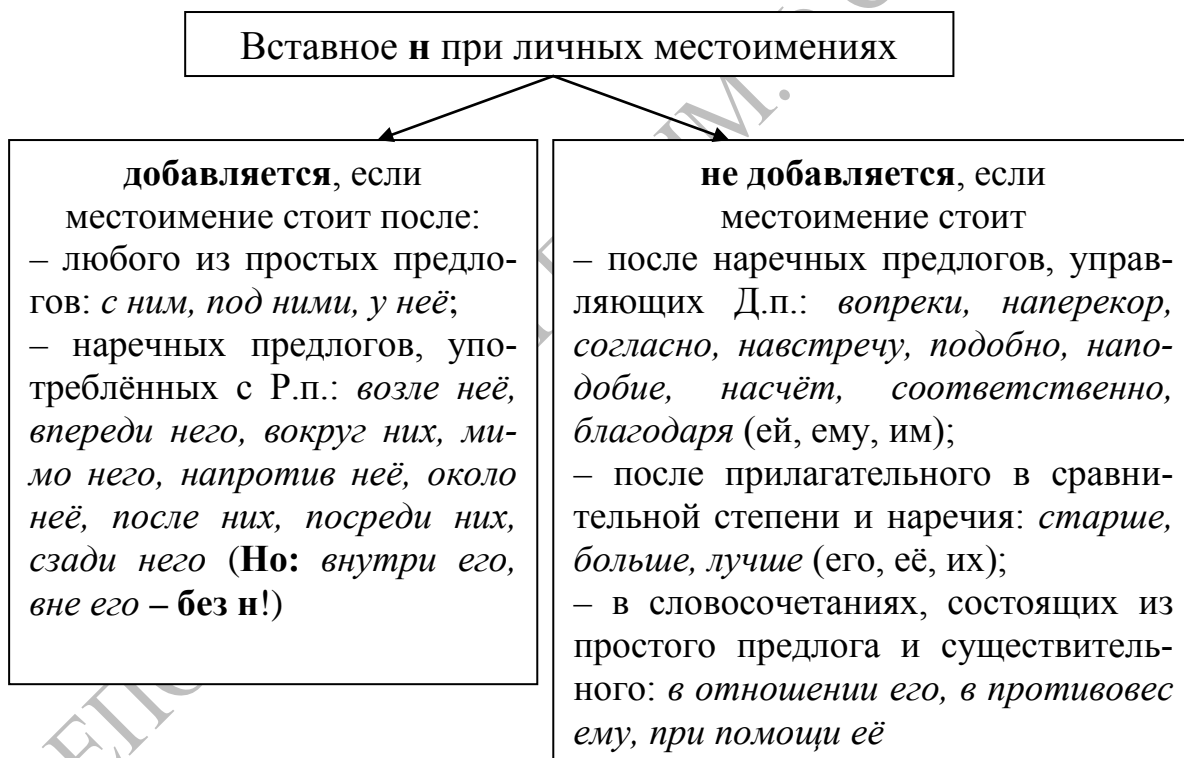 Вставное н при личных местоимениях
добавляется, если
местоимение стоит после:
– любого из простых предло-
гов: с ним, под ними, у неё;
– наречных предлогов, упо-
треблённых с Р.п.: возле неё,
впереди него, вокруг них, ми-
мо него, напротив неё, около
неё, после них, посреди них,
сзади него (Но: внутри его,
вне его – без н!)
не добавляется, если
местоимение стоит
– после наречных предлогов, управ-
ляющих Д.п.: вопреки, наперекор,
согласно, навстречу, подобно, напо-
добие, насчёт, соответственно,
благодаря (ей, ему, им);
– после прилагательного в сравни-
тельной степени и наречия: старше,
больше, лучше (его, её, их);
– в словосочетаниях, состоящих из
простого предлога и существитель-
ного: в отношении его, в противовес
ему, при помощи её